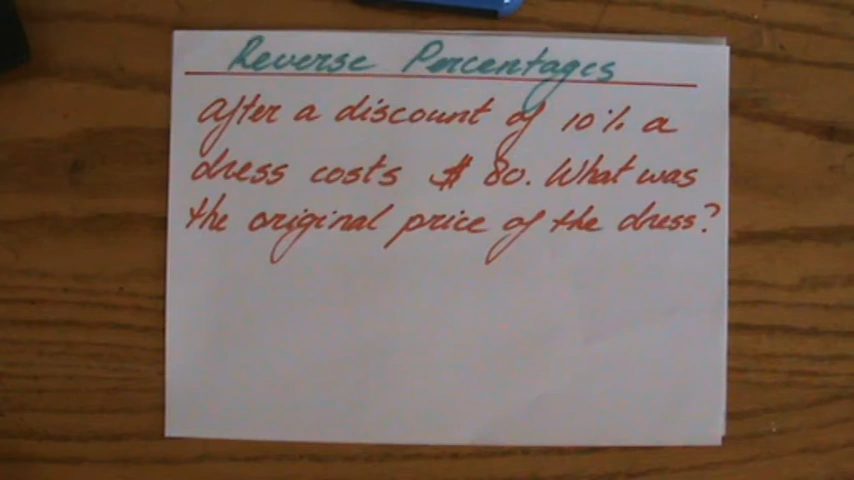 Reverse Percentages
After a discount of 10% a
dress costs $ 80. What was
the original price of the dress?